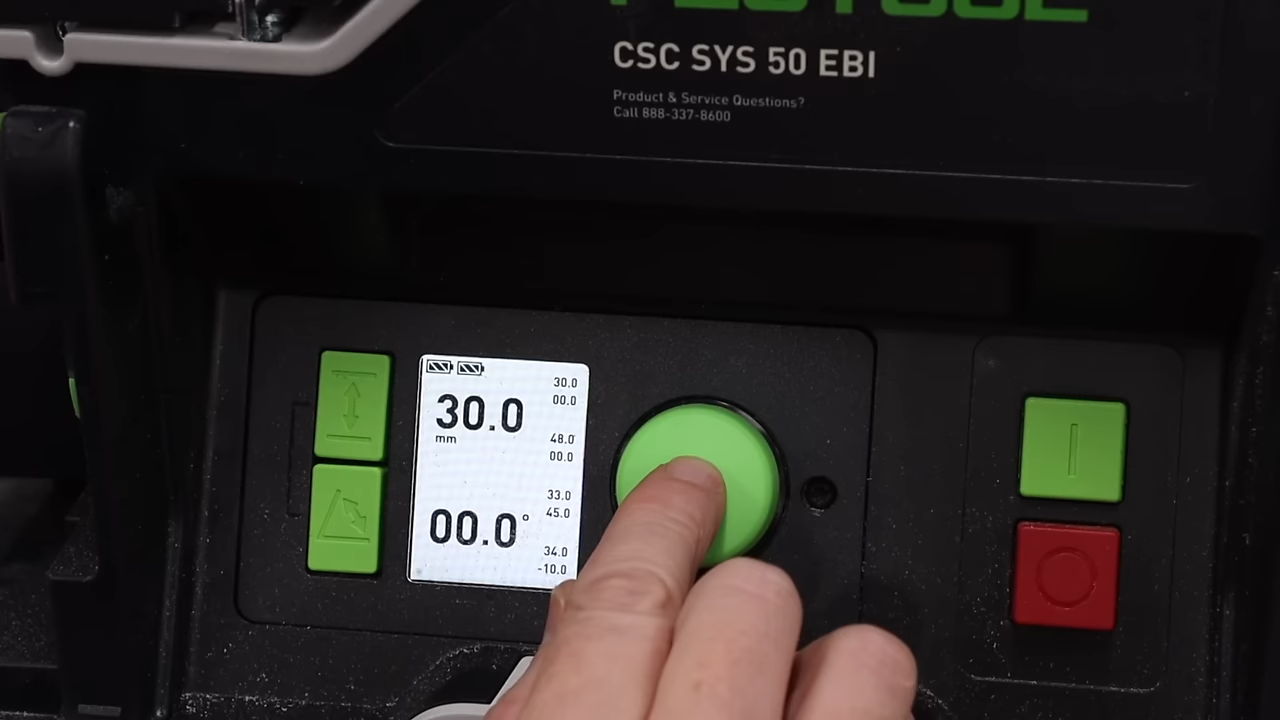 FESTOOL
CSC SYS 50 EBI
Product & Service Questions?
Call 888-337-8600
30.0
mm
00.0°
30.0
00.0
48.0
00.0
33.0
45.0
34.0
-10.0